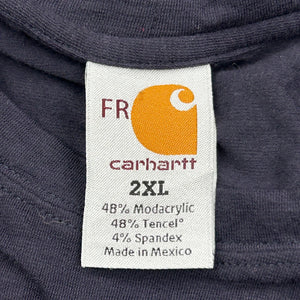 FR
carhartt
2XL
48% Modacrylic
48% Tencel®
4% Spandex
Made in Mexico